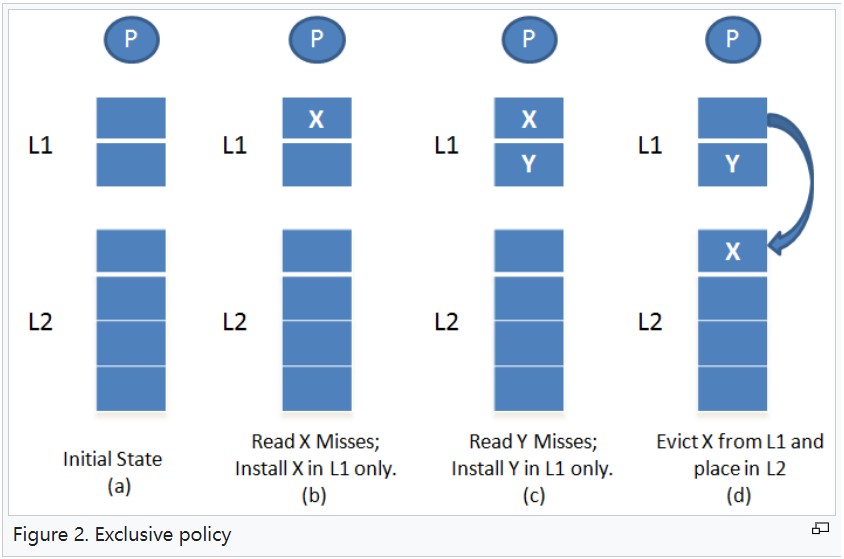 P P P P
X X
L1 L1 L1 L1
Y Y
X
L2 L2 L2 L2
Initial State
(a)
Read X Misses;
Install X in L1 only.
(b)
Read Y Misses;
Install Y in L1 only.
(c)
Evict X from L1 and
place in L2
(d)
Figure 2. Exclusive policy